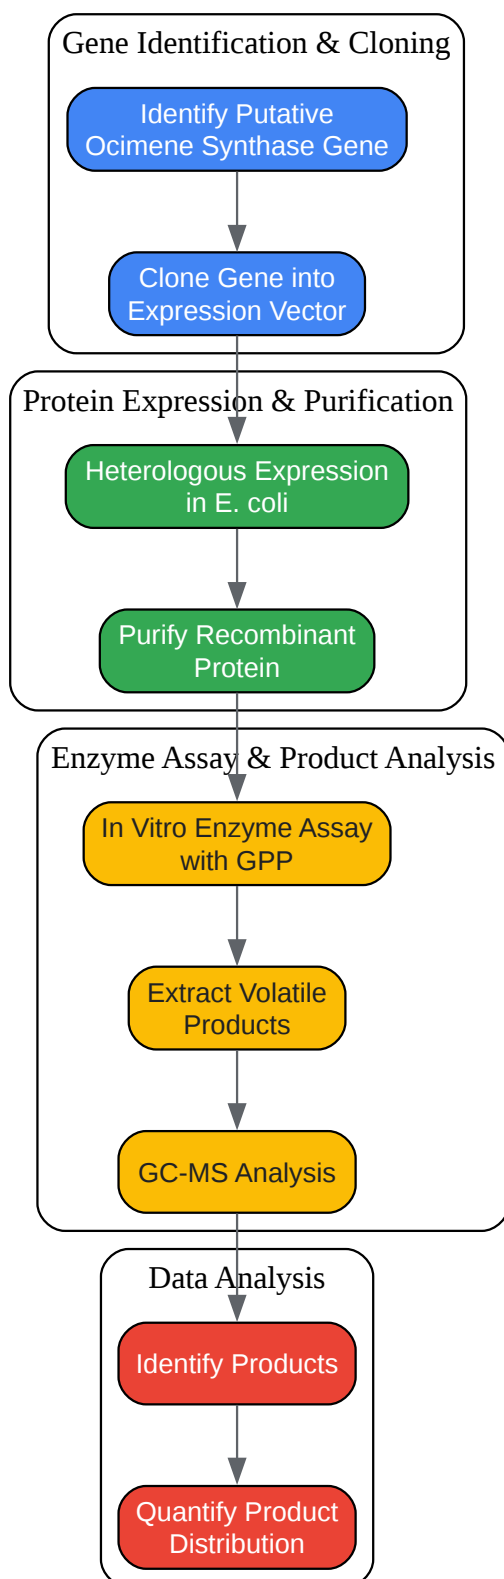 Gene Identification & Cloning
Identify Putative
Ocimene Synthase Gene
Clone Gene into
Expression Vector
Protein Expression & Purification
Heterologous Expression
in E. coli
Purify Recombinant
Protein
Enzyme Assay & Product Analysis
In Vitro Enzyme Assay
with GPP
Extract Volatile
Products
GC-MS Analysis
Data Analysis
Identify Products
Quantify Product
Distribution